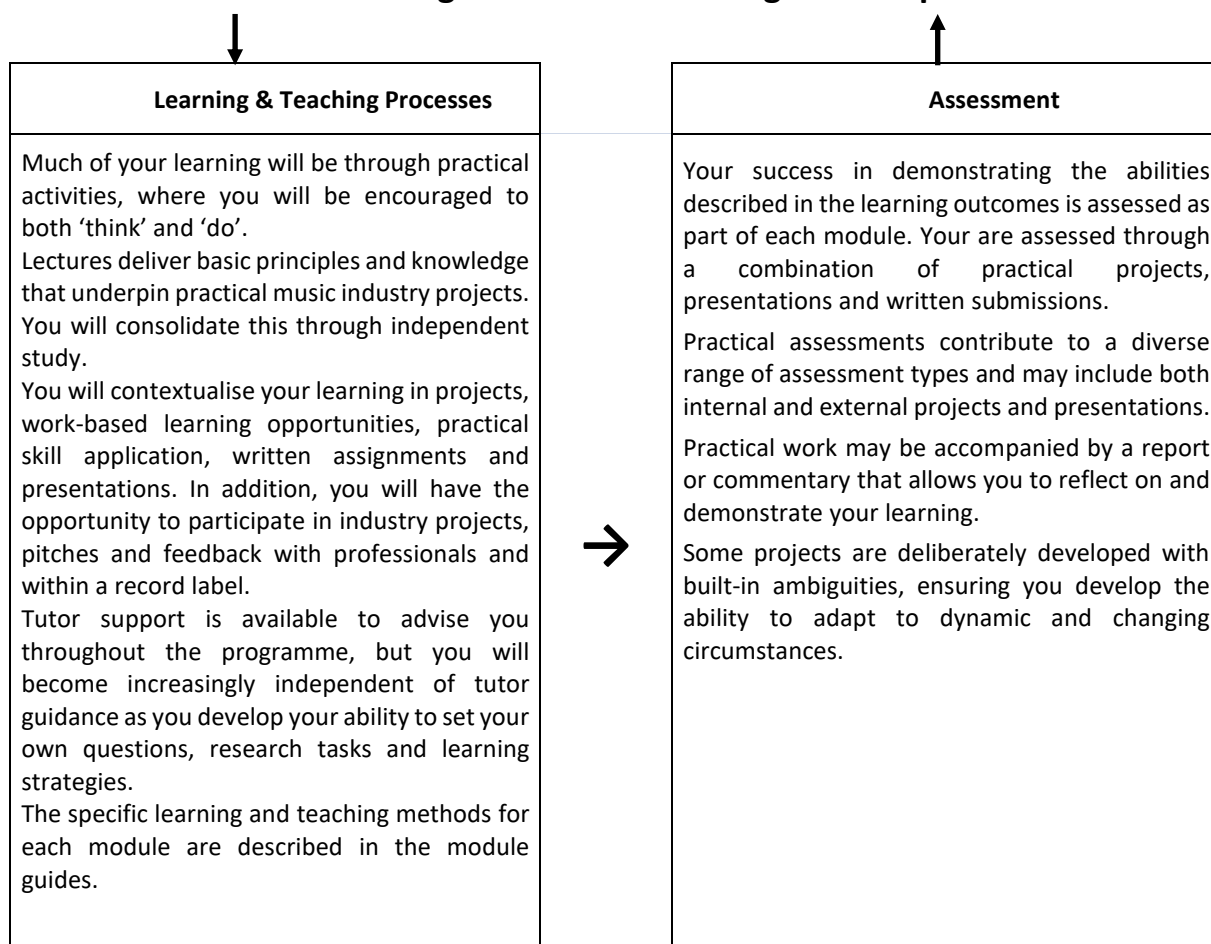 Learning & Teaching Processes
Much of your learning will be through practical
activities, where you will be encouraged to
both ‘think’ and ‘do’.
Lectures deliver basic principles and knowledge
that underpin practical music industry projects.
You will consolidate this through independent
study.
You will contextualise your learning in projects,
work-based learning opportunities, practical
skill application, written assignments and
presentations. In addition, you will have the
opportunity to participate in industry projects,
pitches and feedback with professionals and
within a record label.
Tutor support is available to advise you
throughout the programme, but you will
become increasingly independent of tutor
guidance as you develop your ability to set your
own questions, research tasks and learning
strategies.
The specific learning and teaching methods for
each module are described in the module
guides.
Assessment
Your success in demonstrating the abilities
described in the learning outcomes is assessed as
part of each module. Your are assessed through
a combination of practical projects,
presentations and written submissions.
Practical assessments contribute to a diverse
range of assessment types and may include both
internal and external projects and presentations.
Practical work may be accompanied by a report
or commentary that allows you to reflect on and
demonstrate your learning.
Some projects are deliberately developed with
built-in ambiguities, ensuring you develop the
ability to adapt to dynamic and changing
circumstances.